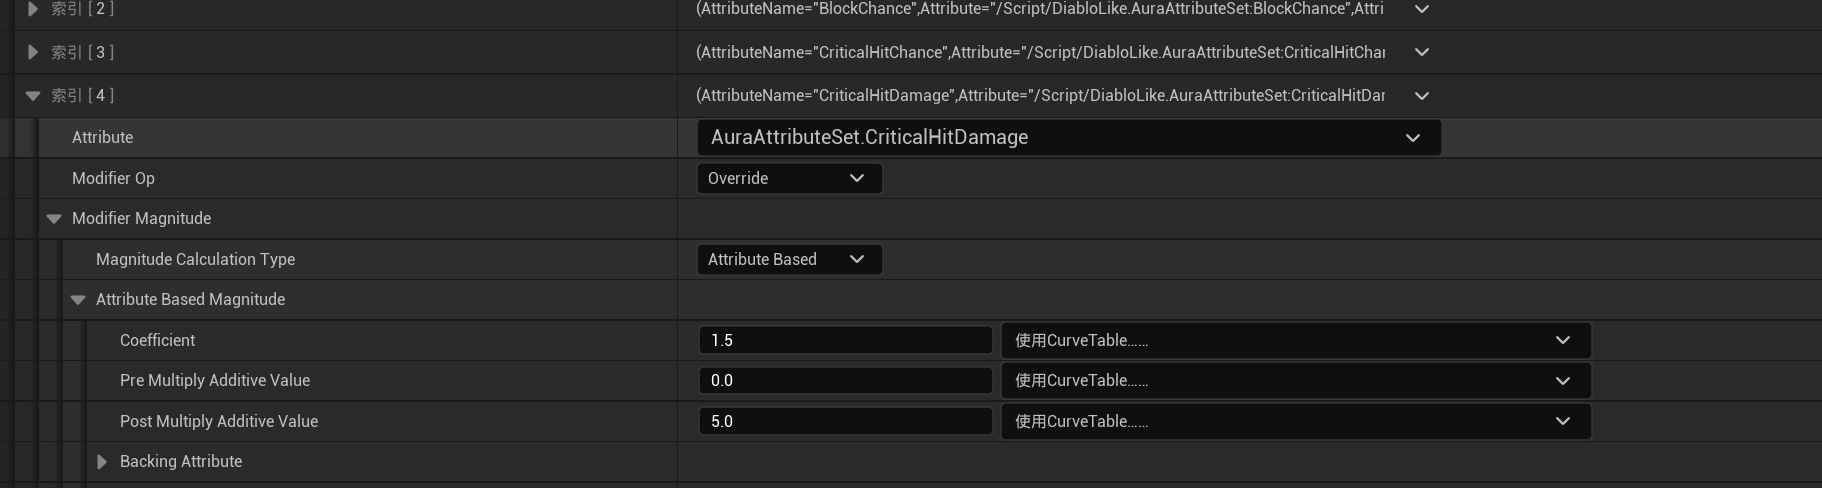 索引 [ 2 ] (AttributeName="BlockChance",Attribute="/Script/DiabloLike.AuraAttributeSet:BlockChance",Attri
索引 [ 3 ] (AttributeName="CriticalHitChance",Attribute="/Script/DiabloLike.AuraAttributeSet:CriticalHitChan
索引 [ 4 ] (AttributeName="CriticalHitDamage",Attribute="/Script/DiabloLike.AuraAttributeSet:CriticalHitDar
Attribute AuraAttributeSet.CriticalHitDamage
Modifier Op Override
Modifier Magnitude
Magnitude Calculation Type Attribute Based
Attribute Based Magnitude
Coefficient 1.5 使用CurveTable......
Pre Multiply Additive Value 0.0 使用CurveTable......
Post Multiply Additive Value 5.0 使用CurveTable......
Backing Attribute